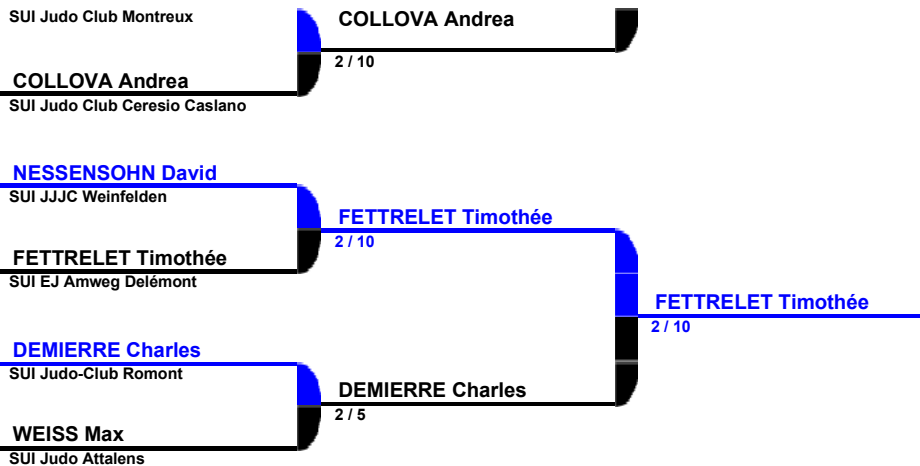 SUI Judo Club Montreux
COLLOVA Andrea
2 / 10
COLLOVA Andrea
SUI Judo Club Ceresio Caslano
NESSENSOHN David
SUI JJJC Weinfelden
FETTRELET Timothée
2 / 10
FETTRELET Timothée
SUI EJ Amweg Delémont
FETTRELET Timothée
2 / 10
DEMIERRE Charles
SUI Judo-Club Romont
DEMIERRE Charles
2 / 5
WEISS Max
SUI Judo Attalens